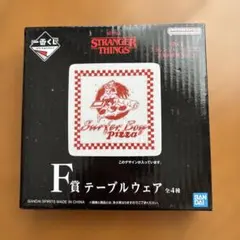 一番くじ
STRANGER
THINGS
Surfer Boy
PIZZA
このデザインが入っています。
F賞 テーブルウェア 全4種
BANDAI SPIRITS MADE IN CHINA
BANDAI